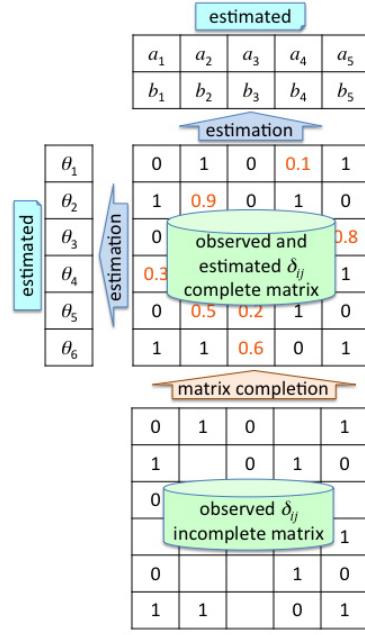 estimated
a₁ a₂ a₃ a₄ a₅
b₁ b₂ b₃ b₄ b₅
estimation
θ₁ 0 1 0 0.1 1
θ₂ 1 0.9 0 1 0
θ₃ 0 0.8
observed and
estimated δᵢⱼ
complete matrix
θ₄ 0.3 1
θ₅ 0 0.5 0.2 1 0
θ₆ 1 1 0.6 0 1
estimated
estimation
matrix completion
0 1 0 1
1 0 1 0
0
observed δᵢⱼ
incomplete matrix
1
0 1 0
1 1 0 1